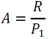 A = R / P₁